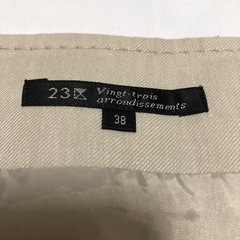 23区 Vingt-trois
arrondissements
38